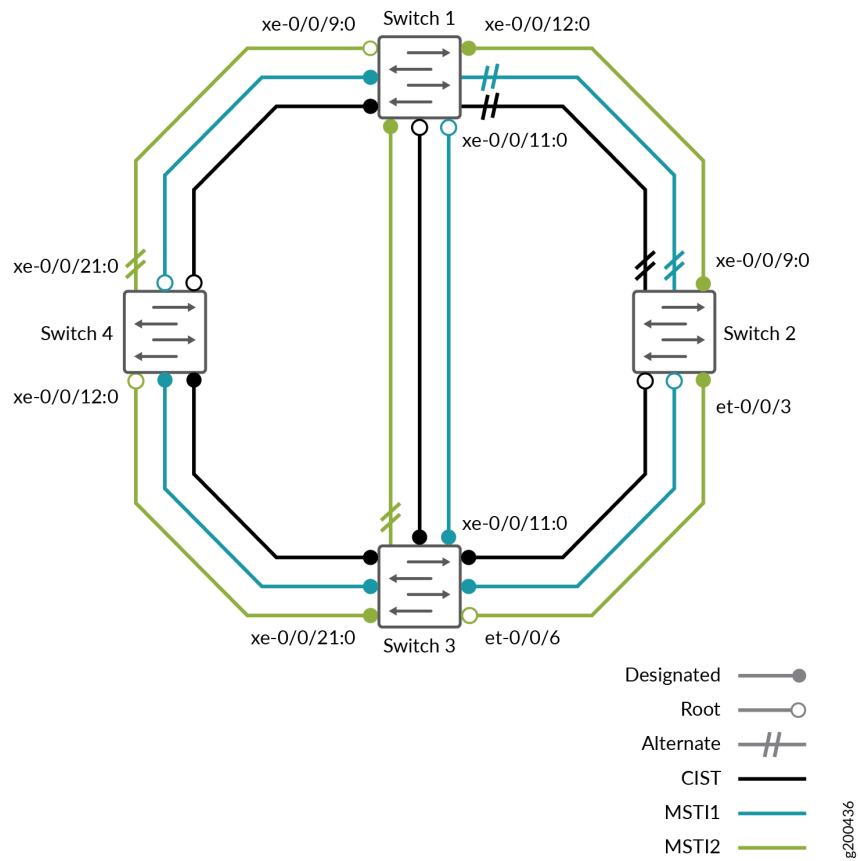 Switch 1
xe-0/0/9:0
xe-0/0/12:0
xe-0/0/11:0
xe-0/0/21:0
xe-0/0/9:0
Switch 4
Switch 2
xe-0/0/12:0
et-0/0/3
xe-0/0/11:0
xe-0/0/21:0
Switch 3
et-0/0/6
Designated
Root
Alternate
CIST
MSTI1
MSTI2
g200436